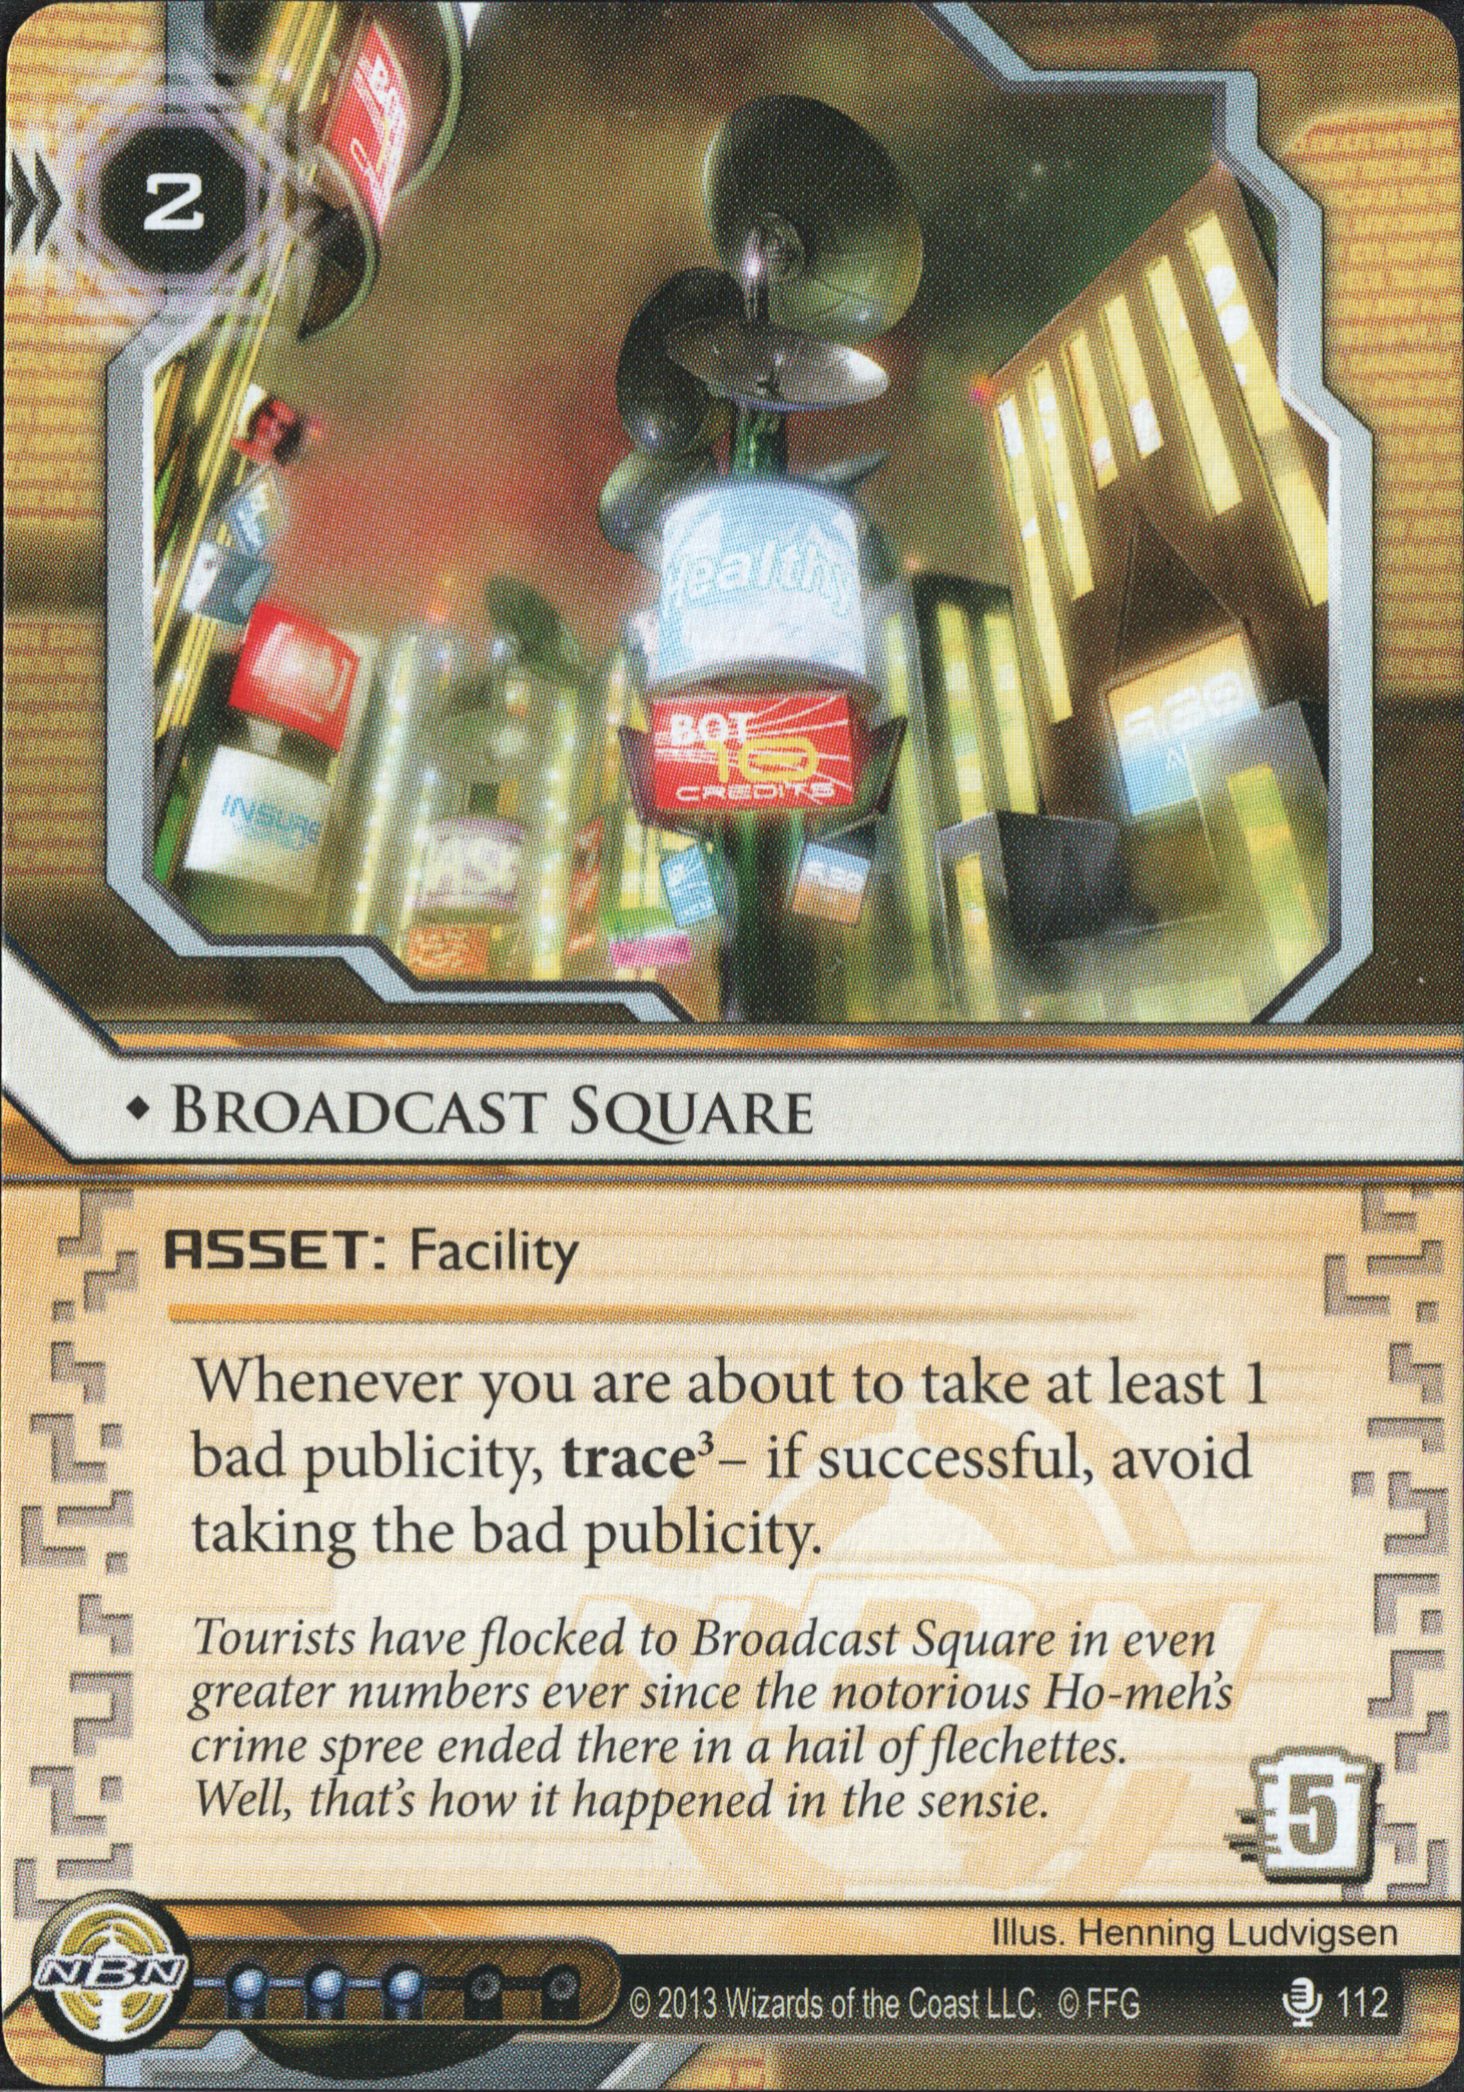 2
Healthy
BOT
10
CREDITS
INSURE
◆ BROADCAST SQUARE
ASSET: Facility
Whenever you are about to take at least 1
bad publicity, trace³– if successful, avoid
taking the bad publicity.
Tourists have flocked to Broadcast Square in even
greater numbers ever since the notorious Ho-meh's
crime spree ended there in a hail of flechettes.
Well, that's how it happened in the sensie.
5
Illus. Henning Ludvigsen
NBN
© 2013 Wizards of the Coast LLC. © FFG
112